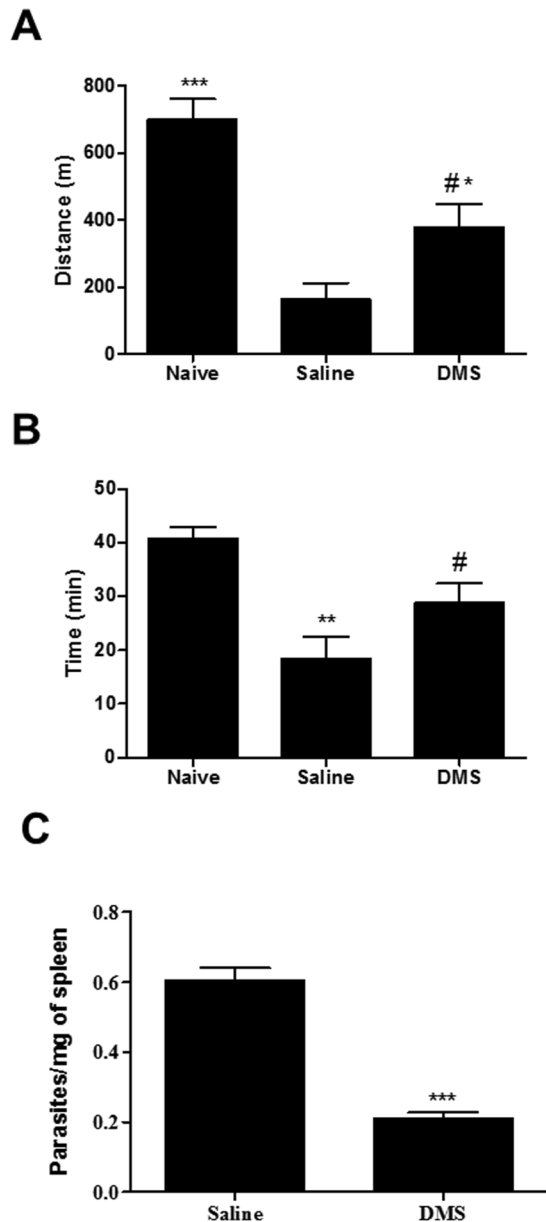 A
Distance (m)
800
600
400
200
0
***
# *
Naive Saline DMS
B
Time (min)
50
40
30
20
10
0
**
#
Naive Saline DMS
C
Parasites/mg of spleen
0.8
0.6
0.4
0.2
0.0
***
Saline DMS